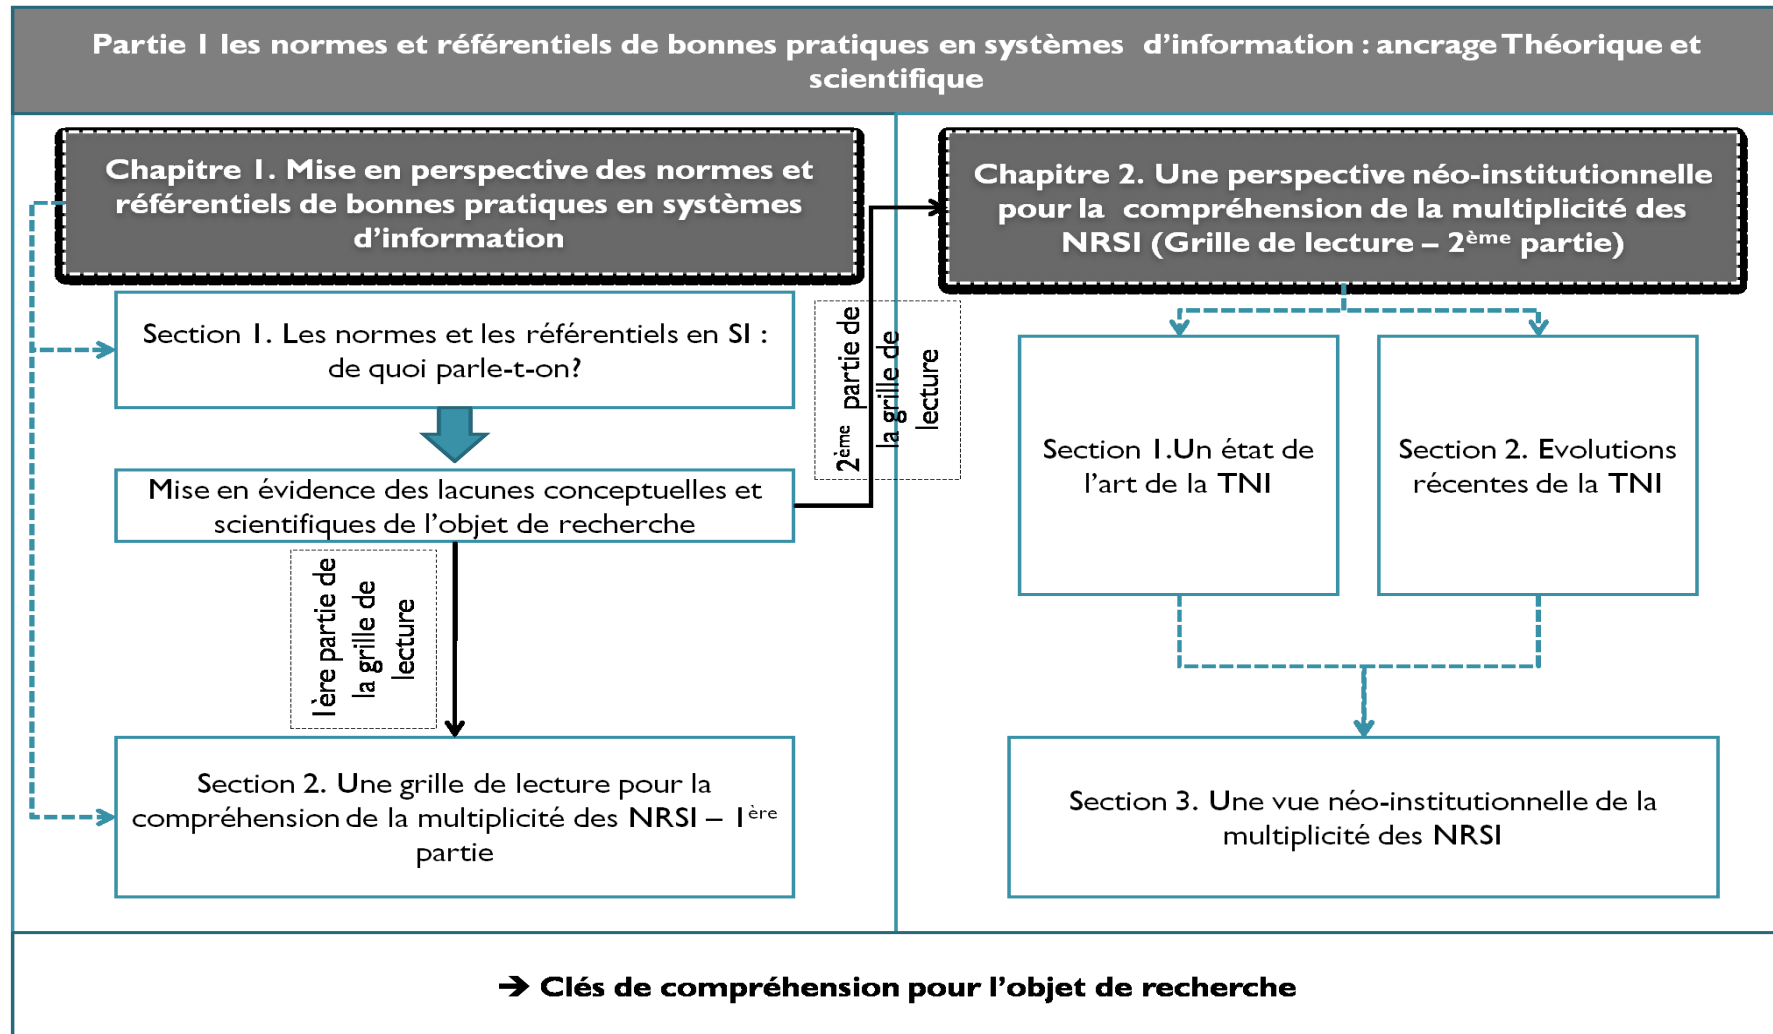 Partie 1 les normes et référentiels de bonnes pratiques en systèmes d’information : ancrage Théorique et
scientifique
Chapitre 1. Mise en perspective des normes et
référentiels de bonnes pratiques en systèmes
d’information
Section 1. Les normes et les référentiels en SI :
de quoi parle-t-on?
Mise en évidence des lacunes conceptuelles et
scientifiques de l’objet de recherche
1ère partie de
la grille de
lecture
Section 2. Une grille de lecture pour la
compréhension de la multiplicité des NRSI – 1ère
partie
2ème partie de
la grille de
lecture
Chapitre 2. Une perspective néo-institutionnelle
pour la compréhension de la multiplicité des
NRSI (Grille de lecture – 2ème partie)
Section 1.Un état de
l’art de la TNI
Section 2. Evolutions
récentes de la TNI
Section 3. Une vue néo-institutionnelle de la
multiplicité des NRSI
➔ Clés de compréhension pour l’objet de recherche